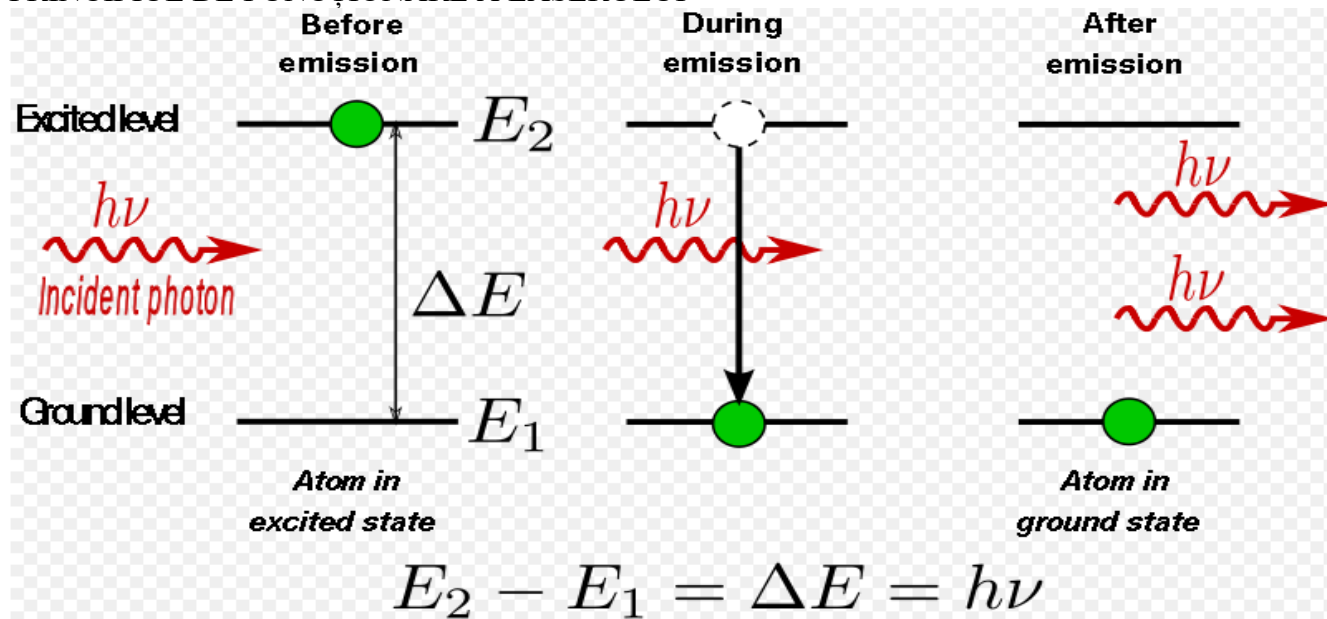 Before
emission
During
emission
After
emission
Excited level
E₂
hν
hν
hν
Incident photon
ΔE
hν
Ground level
E₁
Atom in
excited state
Atom in
ground state
E₂ − E₁ = ΔE = hν